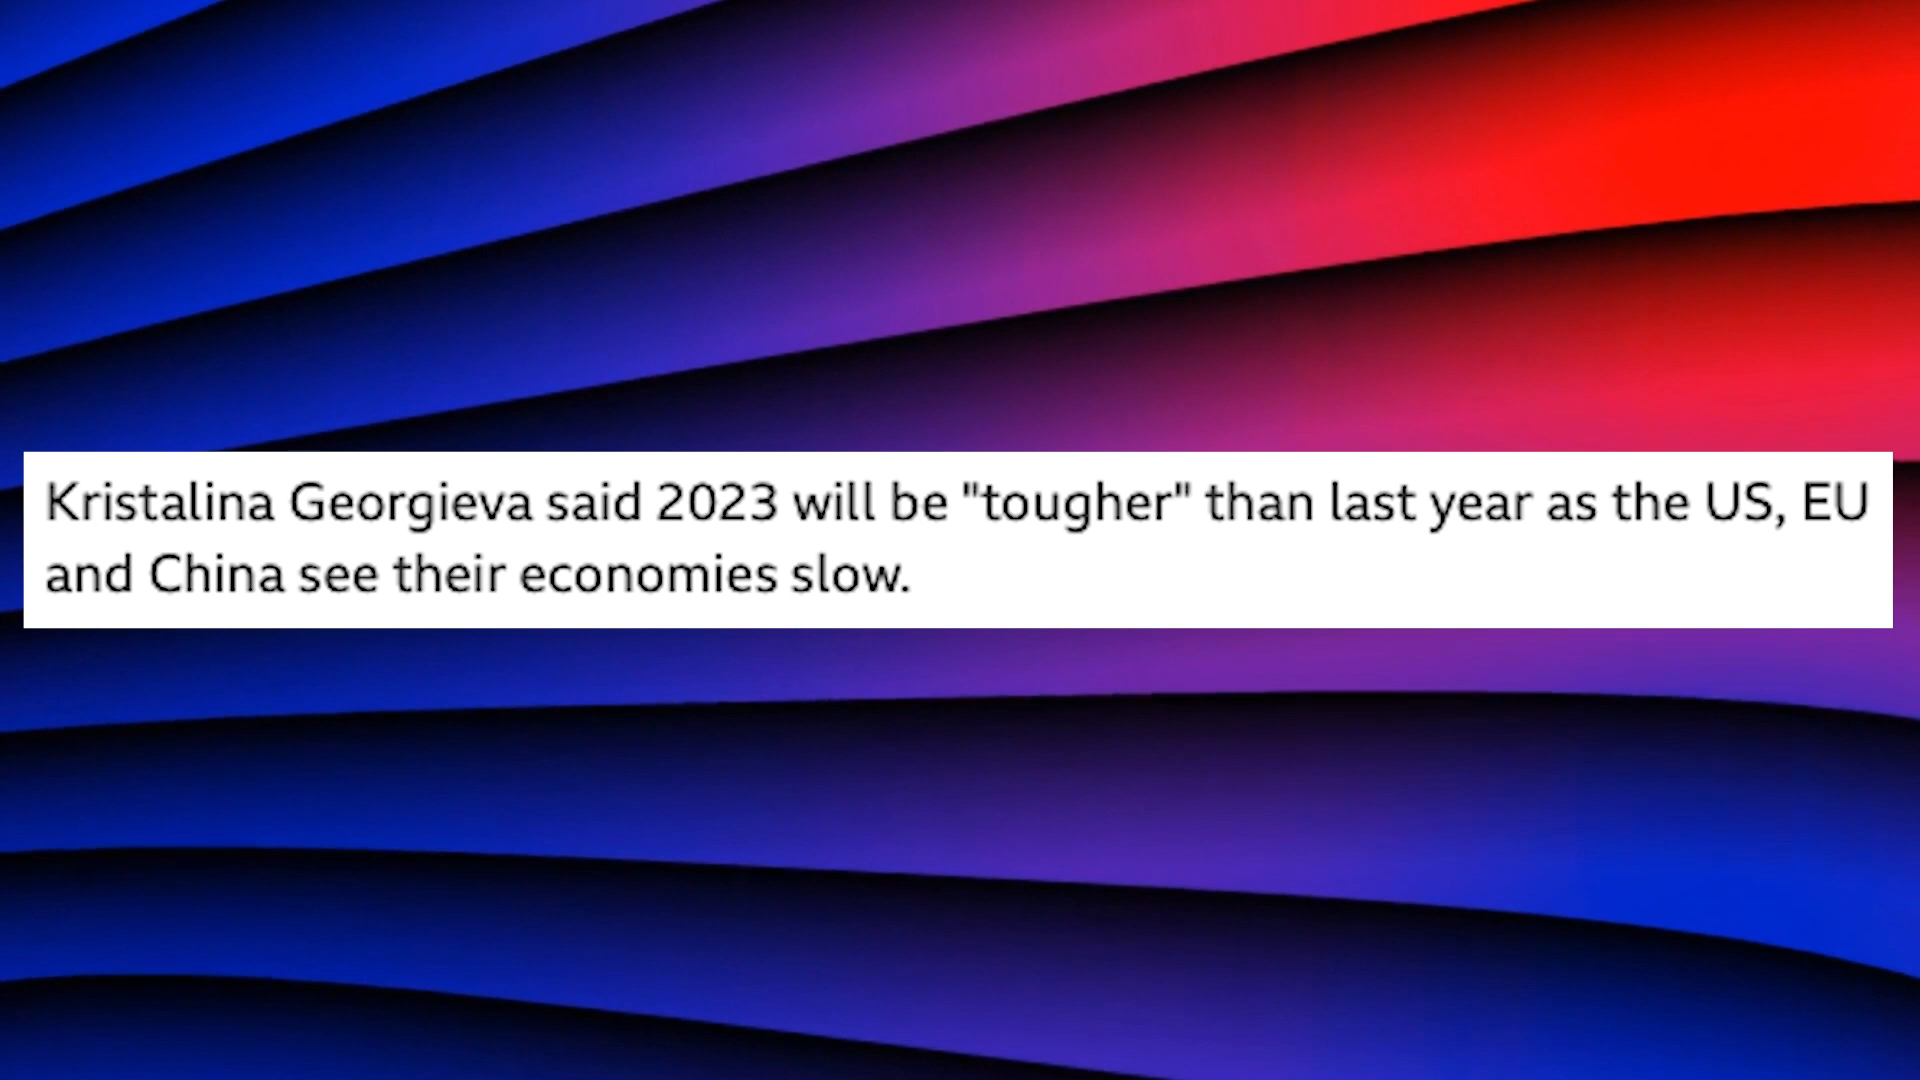 Kristalina Georgieva said 2023 will be "tougher" than last year as the US, EU
and China see their economies slow.